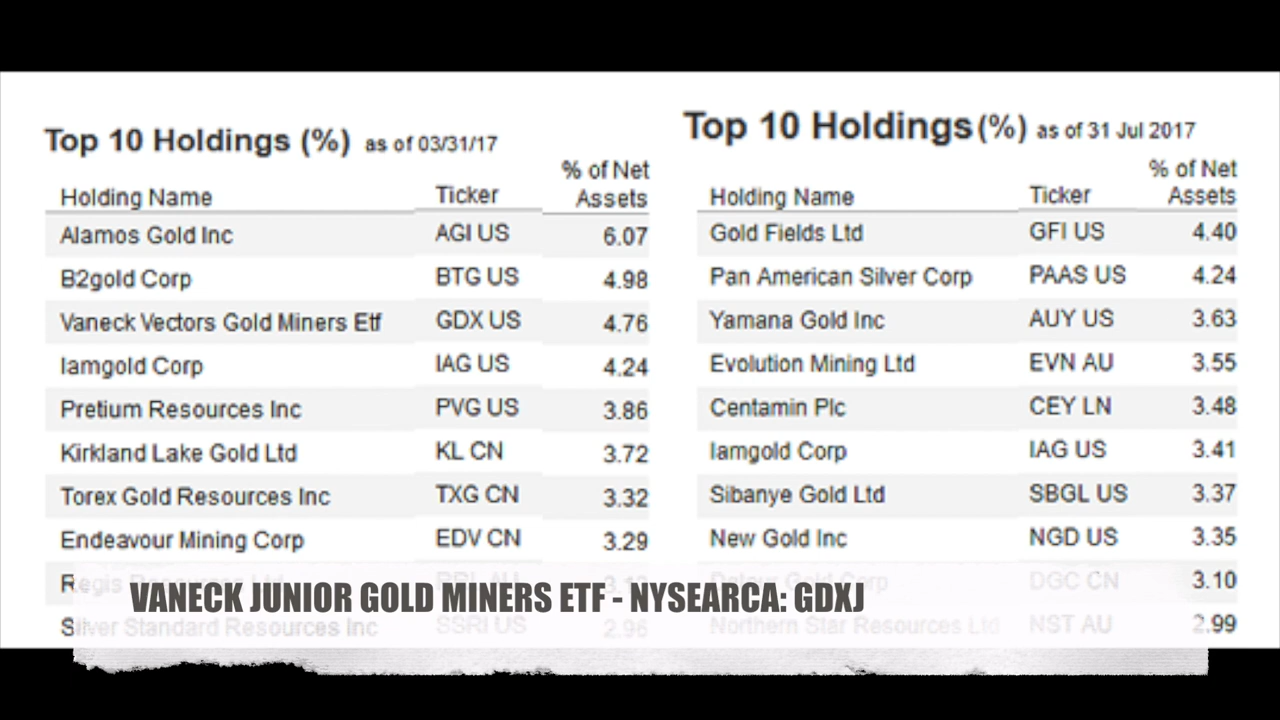 Top 10 Holdings (%) as of 03/31/17
Holding Name Ticker % of Net Assets
Alamos Gold Inc AGI US 6.07
B2gold Corp BTG US 4.98
Vaneck Vectors Gold Miners Etf GDX US 4.76
Iamgold Corp IAG US 4.24
Pretium Resources Inc PVG US 3.86
Kirkland Lake Gold Ltd KL CN 3.72
Torex Gold Resources Inc TXG CN 3.32
Endeavour Mining Corp EDV CN 3.29
Regis Resources Ltd RRL AU
Silver Standard Resources Inc SSRI US 2.96
Top 10 Holdings (%) as of 31 Jul 2017
Holding Name Ticker % of Net Assets
Gold Fields Ltd GFI US 4.40
Pan American Silver Corp PAAS US 4.24
Yamana Gold Inc AUY US 3.63
Evolution Mining Ltd EVN AU 3.55
Centamin Plc CEY LN 3.48
Iamgold Corp IAG US 3.41
Sibanye Gold Ltd SBGL US 3.37
New Gold Inc NGD US 3.35
Detour Gold Corp DGC CN 3.10
Northern Star Resources Ltd NST AU 2.99
VANECK JUNIOR GOLD MINERS ETF - NYSEARCA: GDXJ